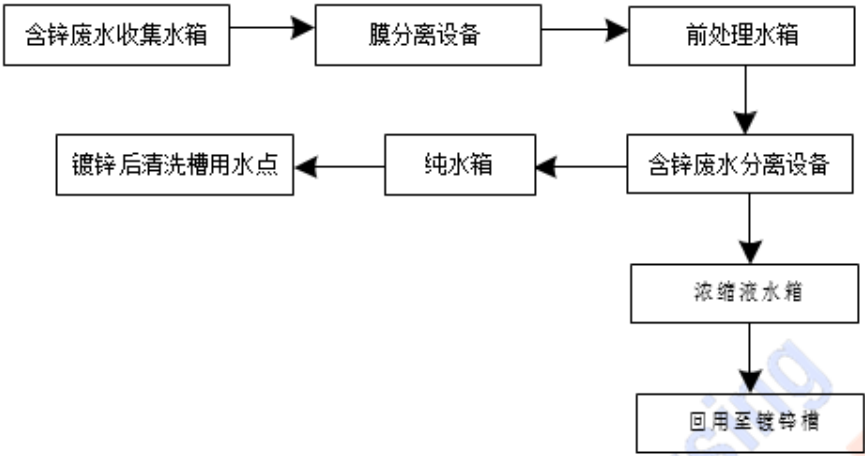 含锌废水收集水箱
膜分离设备
前处理水箱
镀锌后清洗槽用水点
纯水箱
含锌废水分离设备
浓缩液水箱
回用至镀锌槽
sing